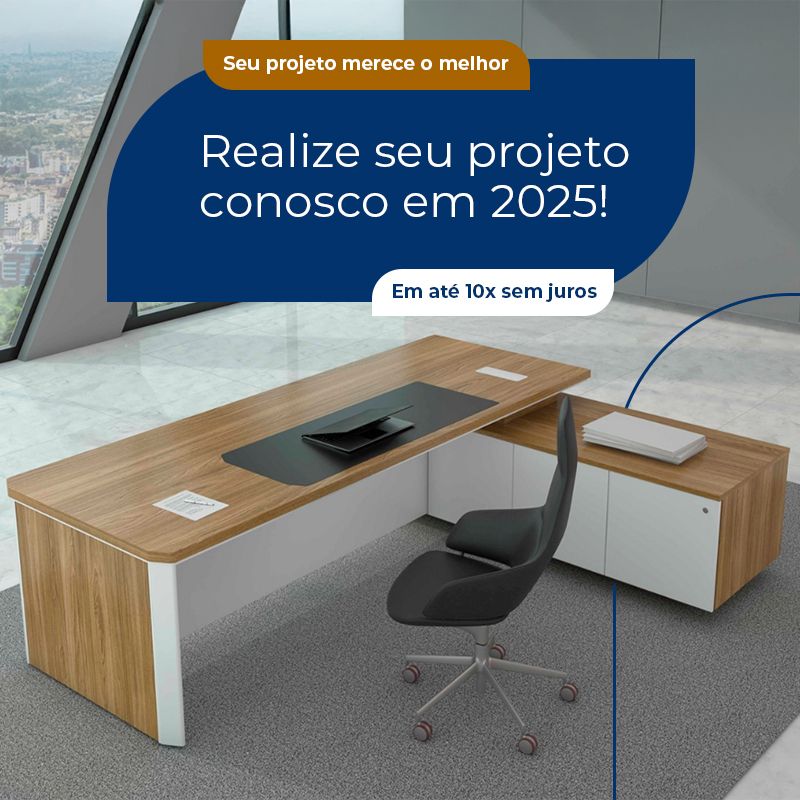 Seu projeto merece o melhor
Realize seu projeto
conosco em 2025!
Em até 10x sem juros